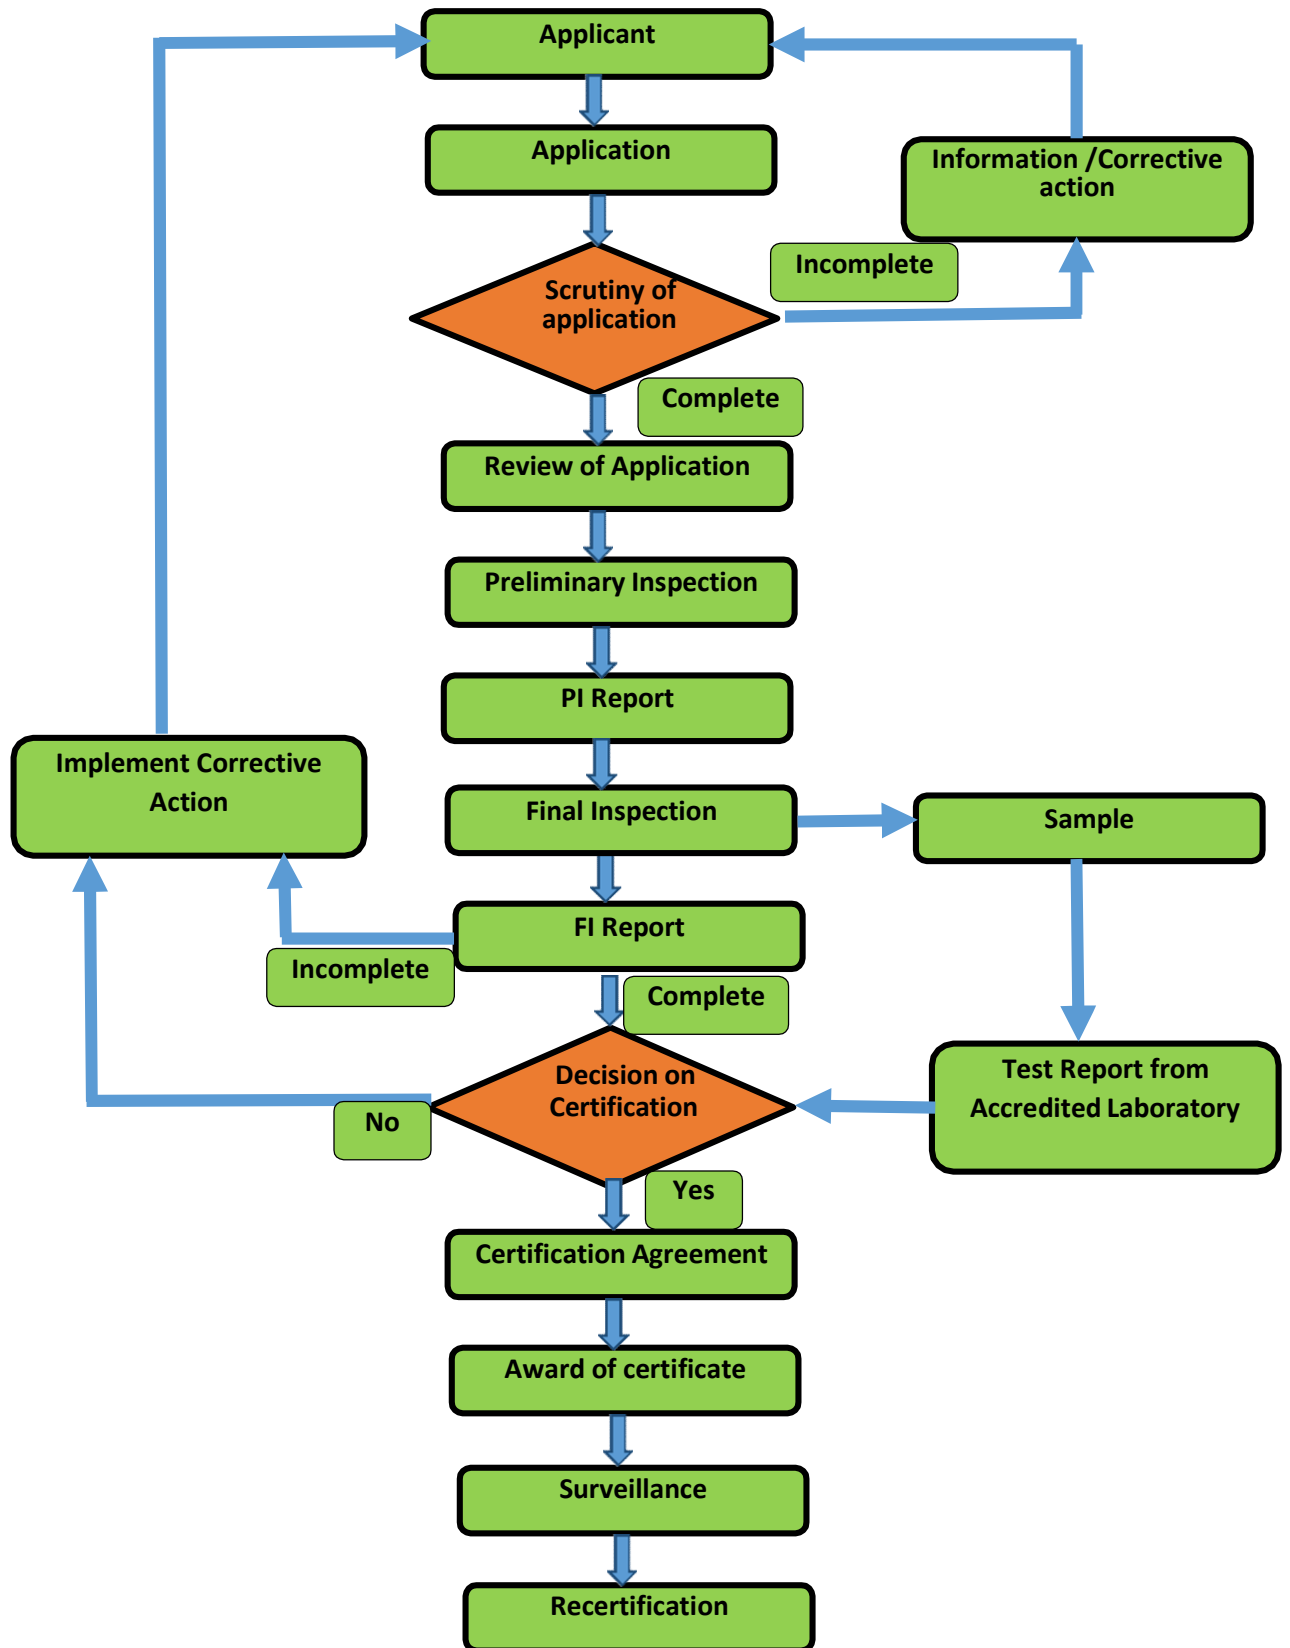 Applicant
Application
Information /Corrective
action
Incomplete
Scrutiny of
application
Complete
Review of Application
Preliminary Inspection
PI Report
Implement Corrective
Action
Final Inspection
Sample
FI Report
Incomplete
Complete
Decision on
Certification
Test Report from
Accredited Laboratory
No
Yes
Certification Agreement
Award of certificate
Surveillance
Recertification